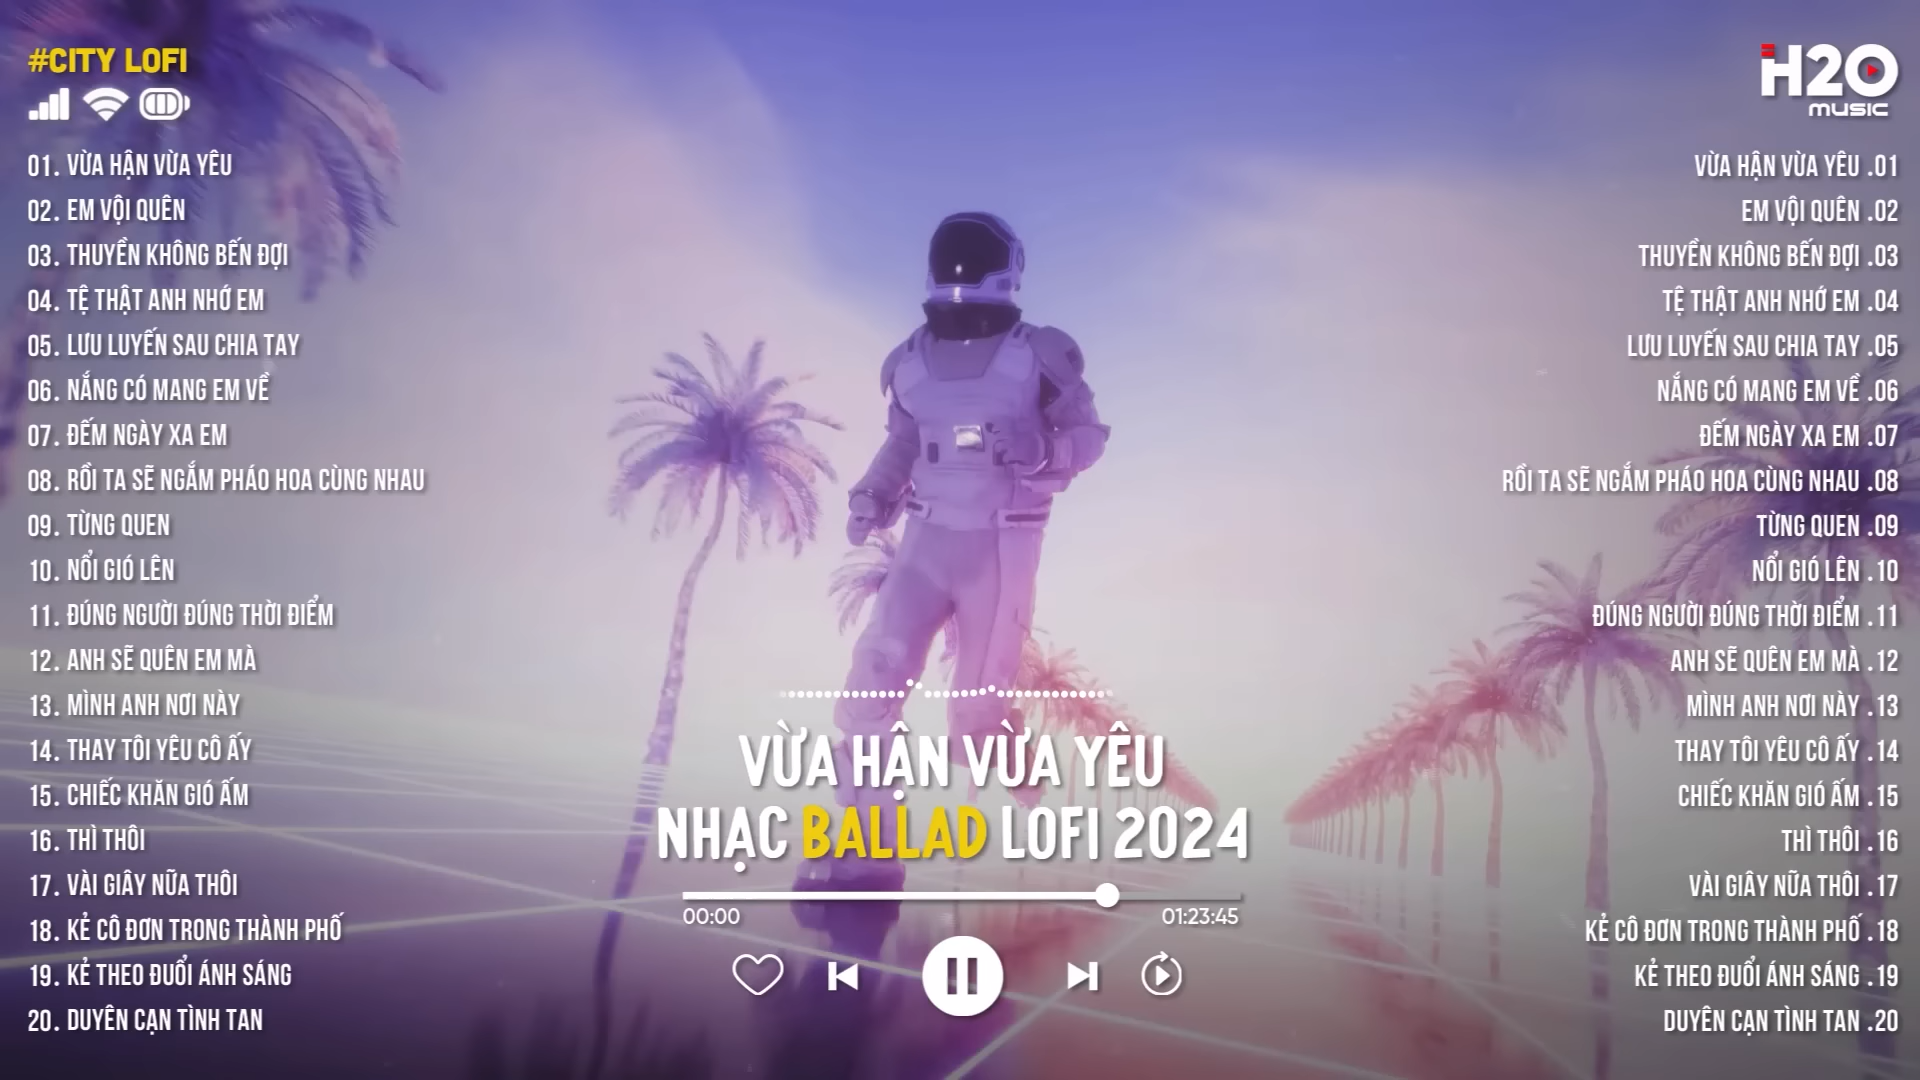 #CITY LOFI
01. VỪA HẬN VỪA YÊU
02. EM VỘI QUÊN
03. THUYỀN KHÔNG BẾN ĐỢI
04. TỆ THẬT ANH NHỚ EM
05. LƯU LUYẾN SAU CHIA TAY
06. NẮNG CÓ MANG EM VỀ
07. ĐẾM NGÀY XA EM
08. RỒI TA SẼ NGẮM PHÁO HOA CÙNG NHAU
09. TỪNG QUEN
10. NỔI GIÓ LÊN
11. ĐÚNG NGƯỜI ĐÚNG THỜI ĐIỂM
12. ANH SẼ QUÊN EM MÀ
13. MÌNH ANH NƠI NÀY
14. THAY TÔI YÊU CÔ ẤY
15. CHIẾC KHĂN GIÓ ẤM
16. THÌ THÔI
17. VÀI GIÂY NỮA THÔI
18. KẺ CÔ ĐƠN TRONG THÀNH PHỐ
19. KẺ THEO ĐUỔI ÁNH SÁNG
20. DUYÊN CẠN TÌNH TAN
VỪA HẬN VỪA YÊU
NHẠC BALLAD LOFI 2024
00:00
01:23:45
H2O
MUSIC
VỪA HẬN VỪA YÊU .01
EM VỘI QUÊN .02
THUYỀN KHÔNG BẾN ĐỢI .03
TỆ THẬT ANH NHỚ EM .04
LƯU LUYẾN SAU CHIA TAY .05
NẮNG CÓ MANG EM VỀ .06
ĐẾM NGÀY XA EM .07
RỒI TA SẼ NGẮM PHÁO HOA CÙNG NHAU .08
TỪNG QUEN .09
NỔI GIÓ LÊN .10
ĐÚNG NGƯỜI ĐÚNG THỜI ĐIỂM .11
ANH SẼ QUÊN EM MÀ .12
MÌNH ANH NƠI NÀY .13
THAY TÔI YÊU CÔ ẤY .14
CHIẾC KHĂN GIÓ ẤM .15
THÌ THÔI .16
VÀI GIÂY NỮA THÔI .17
KẺ CÔ ĐƠN TRONG THÀNH PHỐ .18
KẺ THEO ĐUỔI ÁNH SÁNG .19
DUYÊN CẠN TÌNH TAN .20